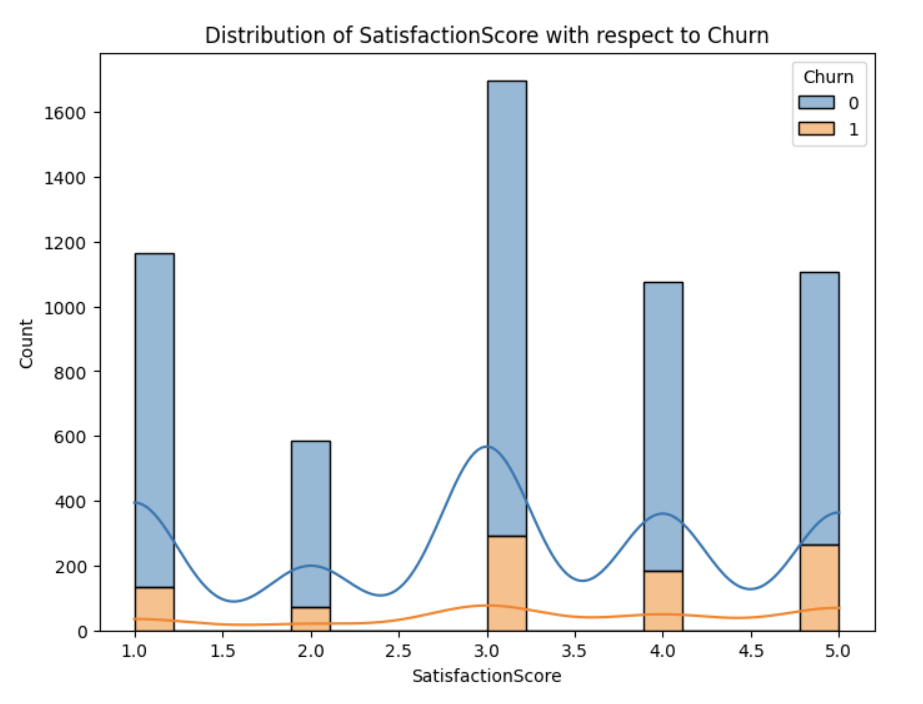 Distribution of SatisfactionScore with respect to Churn
Churn
0
1
1600
1400
1200
1000
800
600
400
200
0
Count
1.0 1.5 2.0 2.5 3.0 3.5 4.0 4.5 5.0
SatisfactionScore